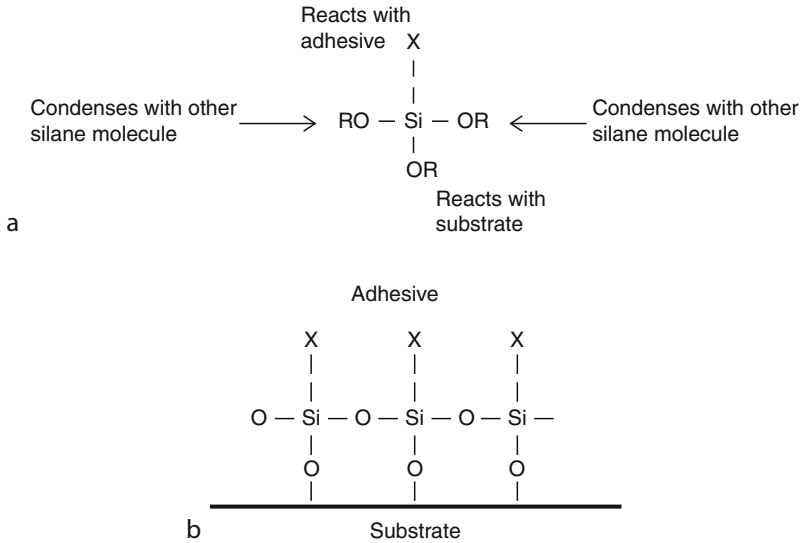 Reacts with
adhesive X
Condenses with other
silane molecule
RO — Si — OR
Condenses with other
silane molecule
OR
Reacts with
substrate
a
Adhesive
X X X
O — Si — O — Si — O — Si —
O O O
b
Substrate